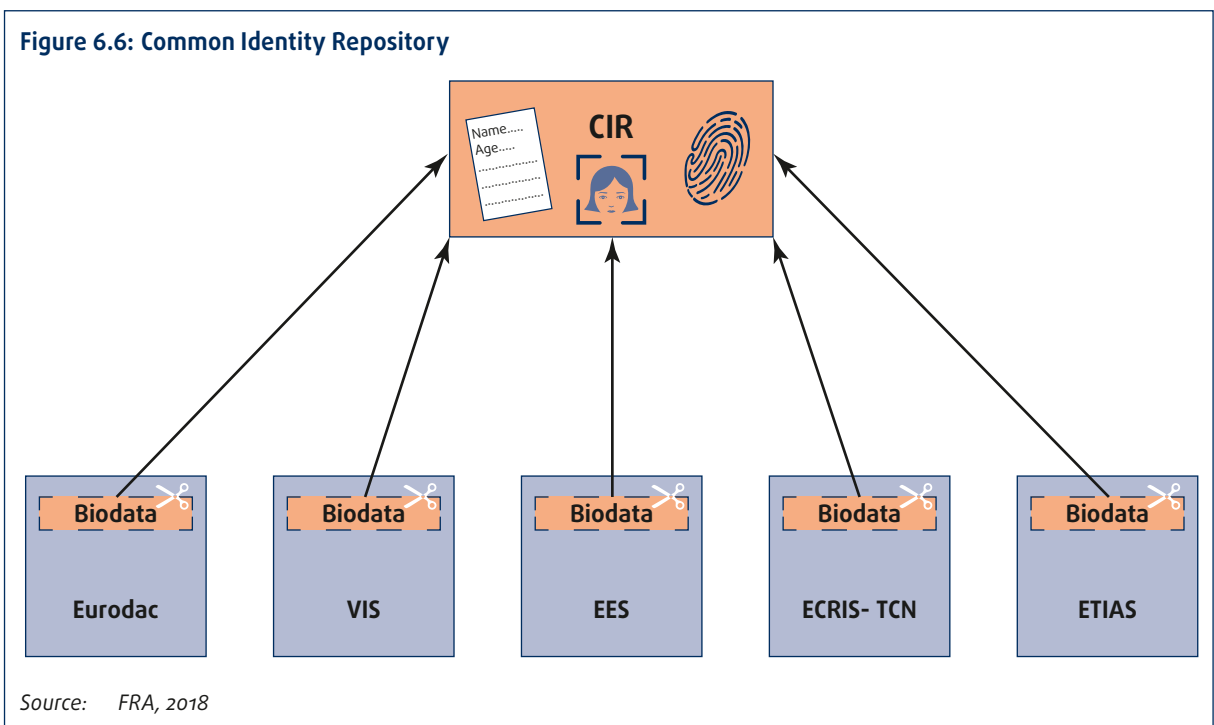 Figure 6.6: Common Identity Repository
CIR
Name.....
Age.....
.................
.................
.................
Biodata
Biodata
Biodata
Biodata
Biodata
Eurodac
VIS
EES
ECRIS- TCN
ETIAS
Source: FRA, 2018